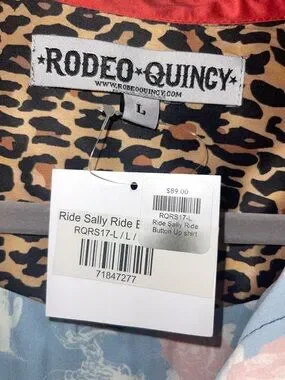 RODEO★QUINCY
WWW.RODEOQUINCY.COM
L
$89.00
RQRS17-L
Ride Sally Ride
Button Up shirt
Ride Sally Ride
RQRS17-L / L /
71847277